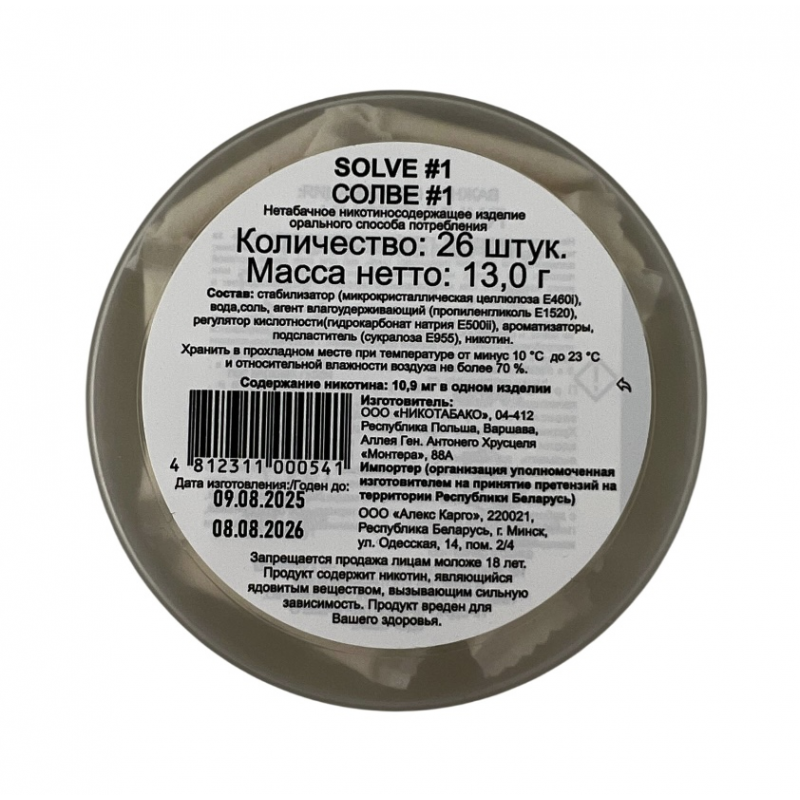 SOLVE #1
СОЛВЕ #1
Нетабачное никотиносодержащее изделие
орального способа потребления
Количество: 26 штук.
Масса нетто: 13,0 г
Состав: стабилизатор (микрокристаллическая целлюлоза Е460i),
вода,соль, агент влагоудерживающий (пропиленгликоль Е1520),
регулятор кислотности(гидрокарбонат натрия Е500ii), ароматизаторы,
подсластитель (сукралоза Е955), никотин.
Хранить в прохладном месте при температуре от минус 10 °С до 23 °С
и относительной влажности воздуха не более 70 %.
Содержание никотина: 10,9 мг в одном изделии
4 812311 000541
Дата изготовления:/Годен до:
09.08.2025
08.08.2026
Изготовитель:
ООО «НИКОТАБАКО», 04-412
Республика Польша, Варшава,
Аллея Ген. Антонего Хрусцеля
«Монтера», 88А
Импортер (организация уполномоченная
изготовителем на принятие претензий на
территории Республики Беларусь)
ООО «Алекс Карго», 220021,
Республика Беларусь, г. Минск,
ул. Одесская, 14, пом. 2/4
Запрещается продажа лицам моложе 18 лет.
Продукт содержит никотин, являющийся
ядовитым веществом, вызывающим сильную
зависимость. Продукт вреден для
Вашего здоровья.